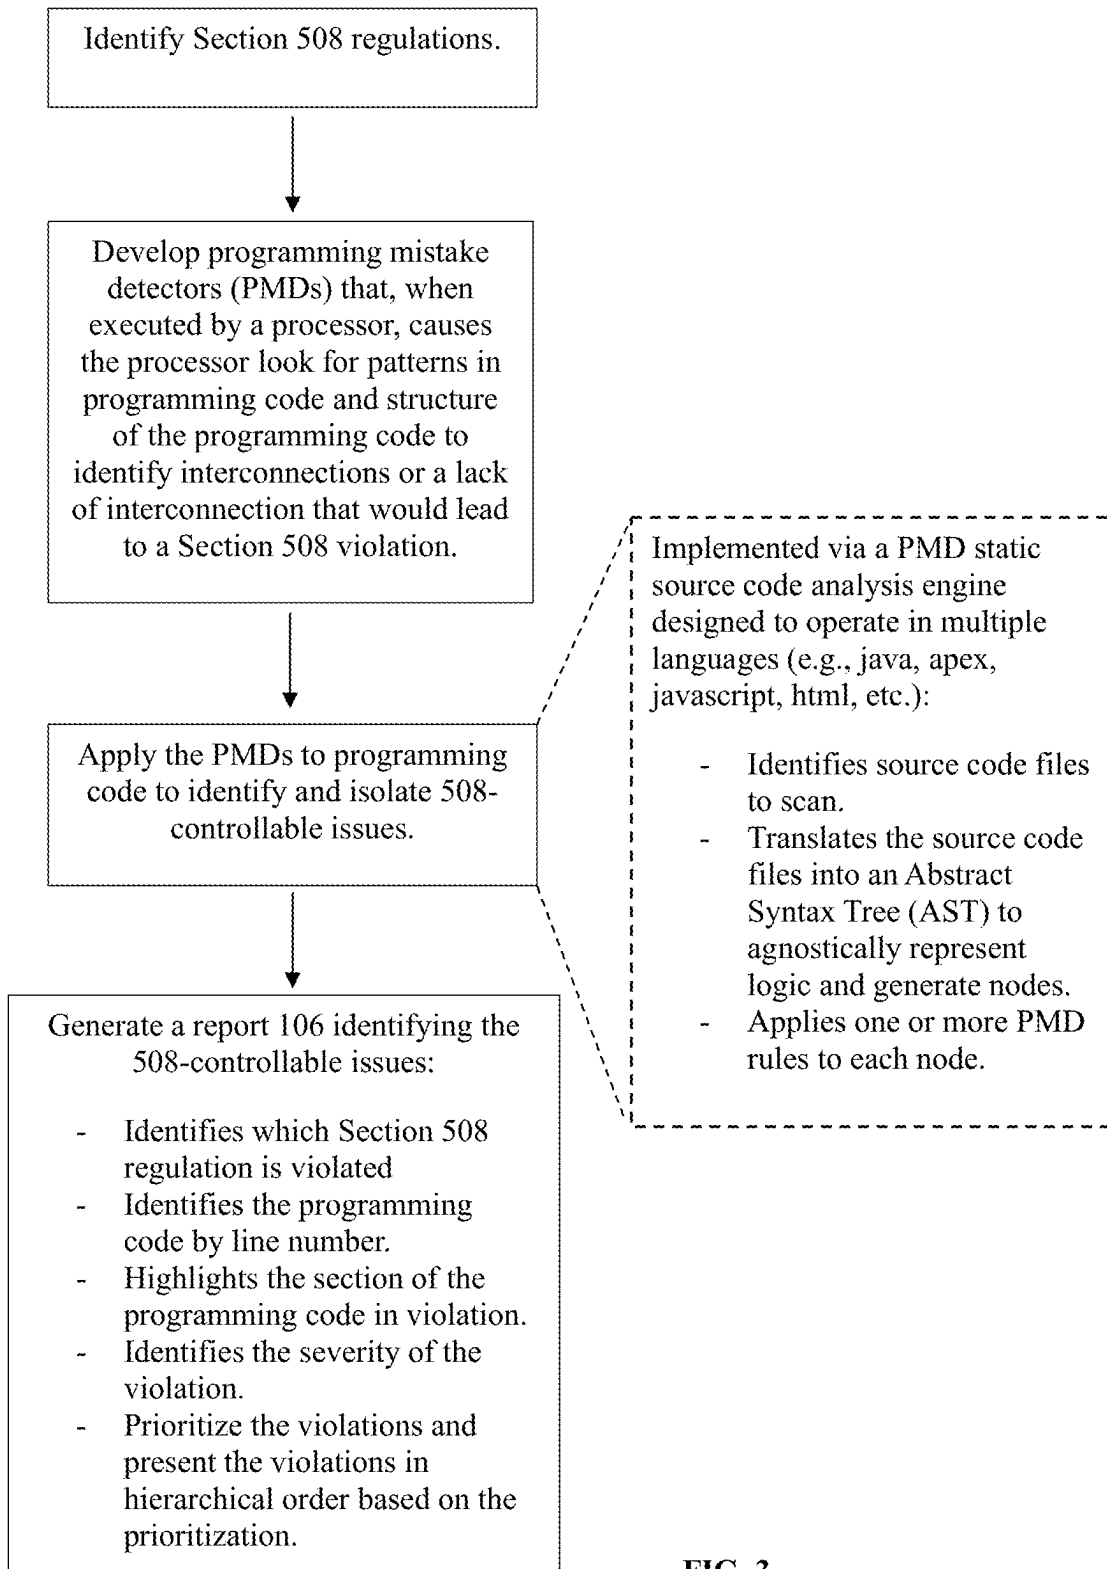 Identify Section 508 regulations.
Develop programming mistake
detectors (PMDs) that, when
executed by a processor, causes
the processor look for patterns in
programming code and structure
of the programming code to
identify interconnections or a lack
of interconnection that would lead
to a Section 508 violation.
Apply the PMDs to programming
code to identify and isolate 508-
controllable issues.
Implemented via a PMD static
source code analysis engine
designed to operate in multiple
languages (e.g., java, apex,
javascript, html, etc.):
- Identifies source code files
to scan.
- Translates the source code
files into an Abstract
Syntax Tree (AST) to
agnostically represent
logic and generate nodes.
- Applies one or more PMD
rules to each node.
Generate a report 106 identifying the
508-controllable issues:
- Identifies which Section 508
regulation is violated
- Identifies the programming
code by line number.
- Highlights the section of the
programming code in violation.
- Identifies the severity of the
violation.
- Prioritize the violations and
present the violations in
hierarchical order based on the
prioritization.
FIG.